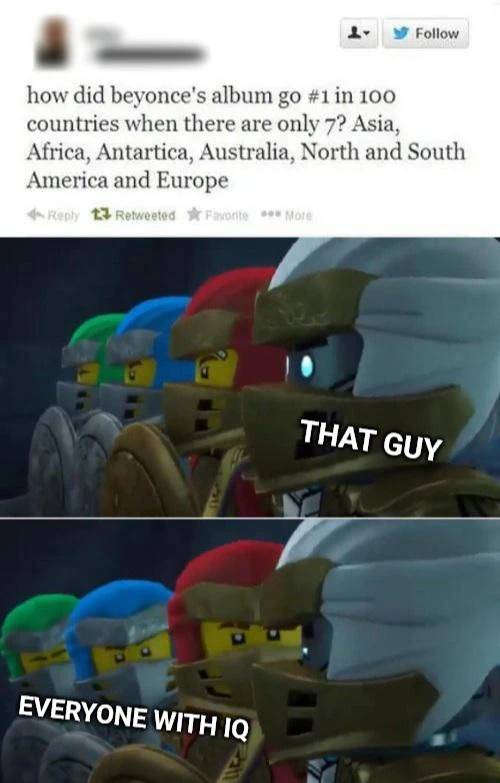 Follow
how did beyonce's album go #1 in 100
countries when there are only 7? Asia,
Africa, Antartica, Australia, North and South
America and Europe
Reply Retweeted Favorite More
THAT GUY
EVERYONE WITH IQ